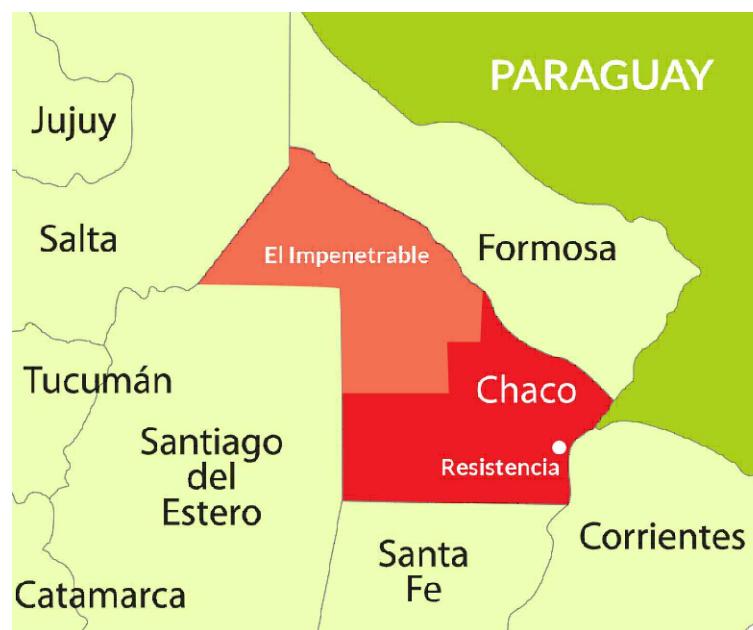 PARAGUAY
Jujuy
Salta
El Impenetrable
Formosa
Tucumán
Chaco
Santiago
del
Estero
Resistencia
Corrientes
Santa
Fe
Catamarca